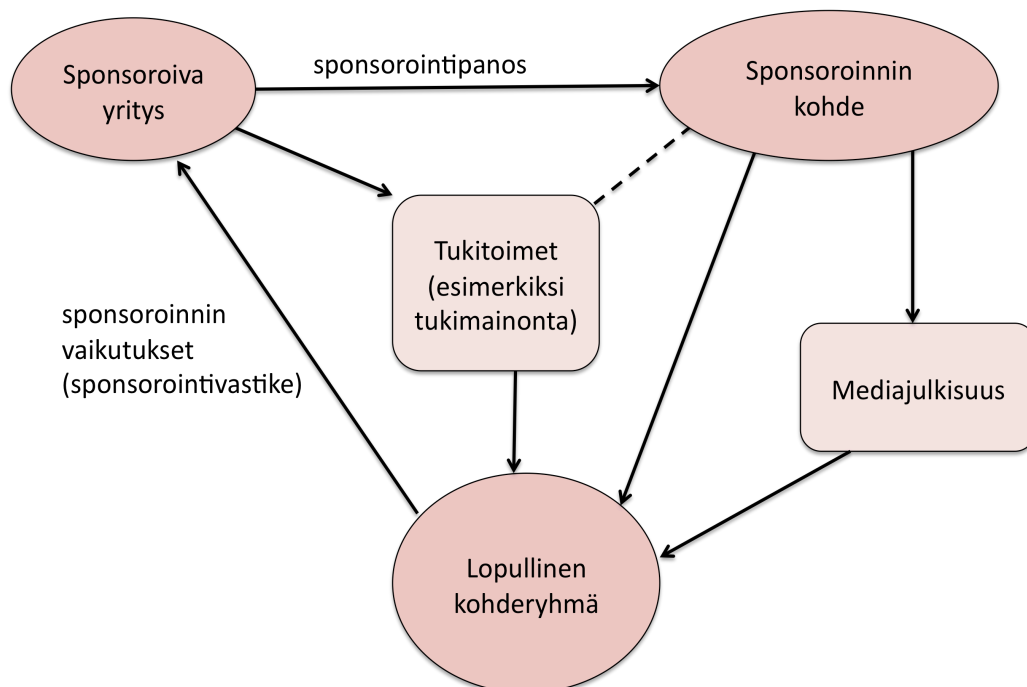 Sponsoroiva
yritys
sponsorointipanos
Sponsoroinnin
kohde
Tukitoimet
(esimerkiksi
tukimainonta)
sponsoroinnin
vaikutukset
(sponsorointivastike)
Mediajulkisuus
Lopullinen
kohderyhmä